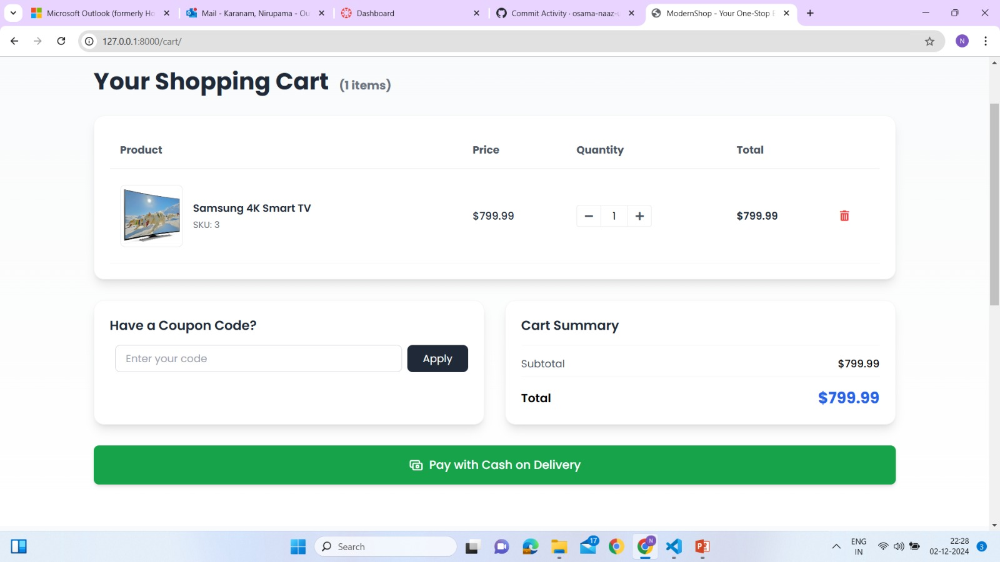 Microsoft Outlook (formerly Ho
Mail - Karanam, Nirupama - Ou
Dashboard
Commit Activity · osama-naaz-u
ModernShop - Your One-Stop E
127.0.0.1:8000/cart/
N
Your Shopping Cart (1 items)
Product Price Quantity Total
Samsung 4K Smart TV
SKU: 3
$799.99 1 $799.99
Have a Coupon Code?
Enter your code
Apply
Cart Summary
Subtotal $799.99
Total $799.99
Pay with Cash on Delivery
Search
17
N
ENG
IN
22:28
02-12-2024
3